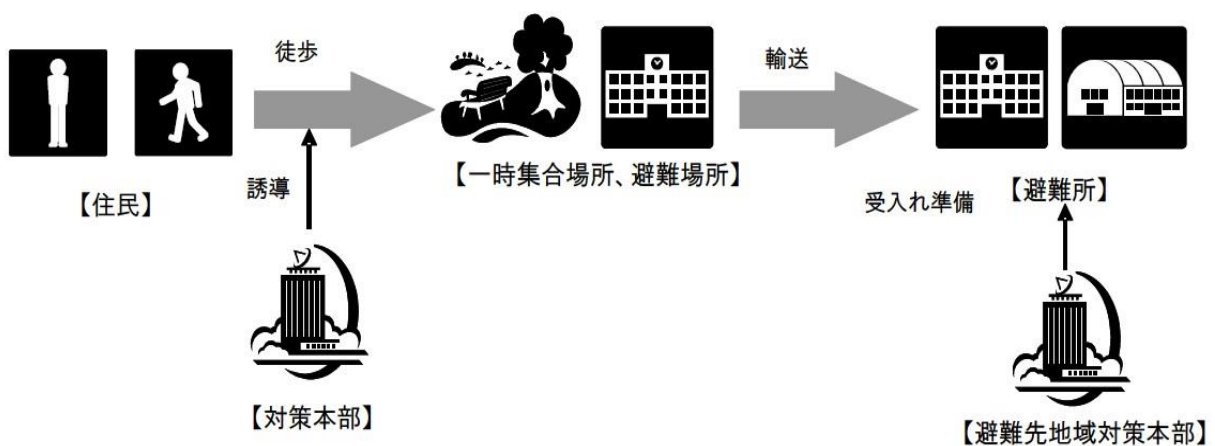 徒歩
輸送
【住民】
誘導
【一時集合場所、避難場所】
受入れ準備
【避難所】
【対策本部】
【避難先地域対策本部】